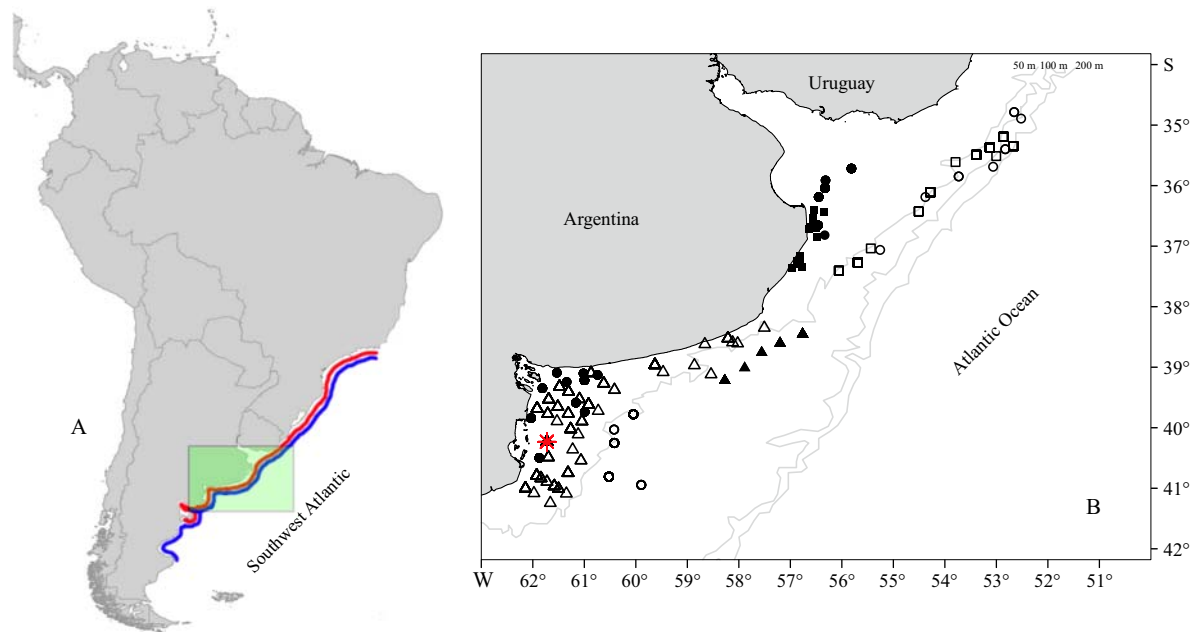 A
Southwest Atlantic
50 m 100 m 200 m
Uruguay
Argentina
Atlantic Ocean
B
S
35°
36°
37°
38°
39°
40°
41°
42°
W 62° 61° 60° 59° 58° 57° 56° 55° 54° 53° 52° 51°